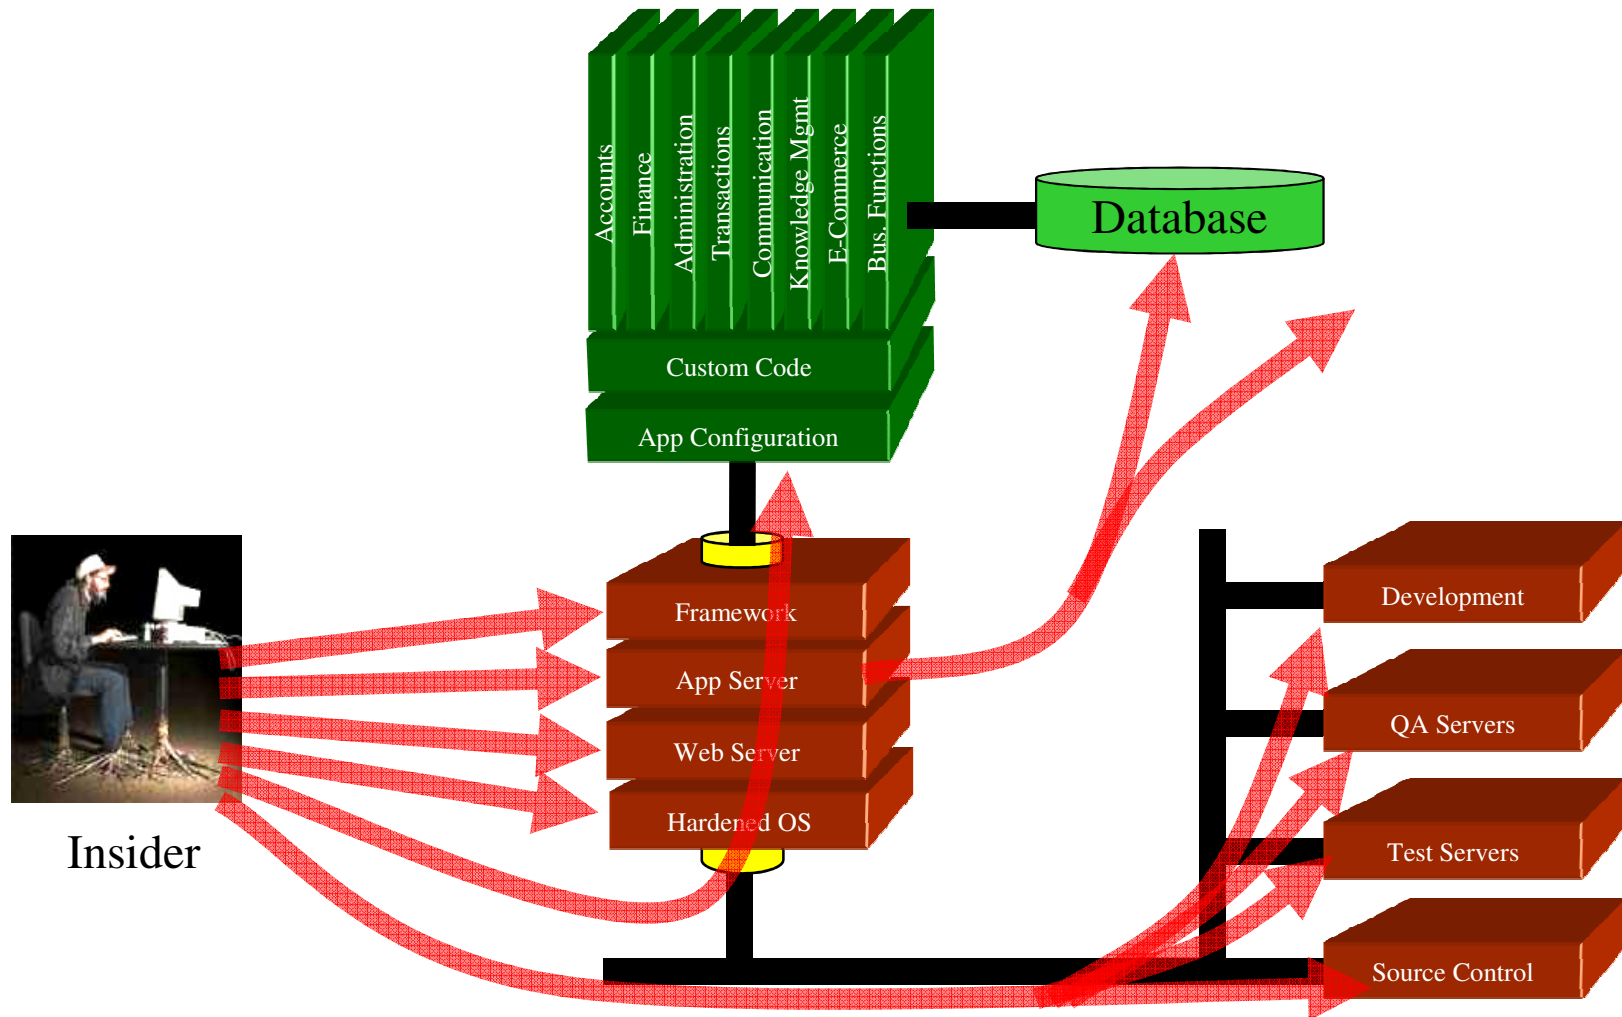 Accounts
Finance
Administration
Transactions
Communication
Knowledge Mgmt
E-Commerce
Bus. Functions
Database
Custom Code
App Configuration
Framework
App Server
Web Server
Hardened OS
Insider
Development
QA Servers
Test Servers
Source Control